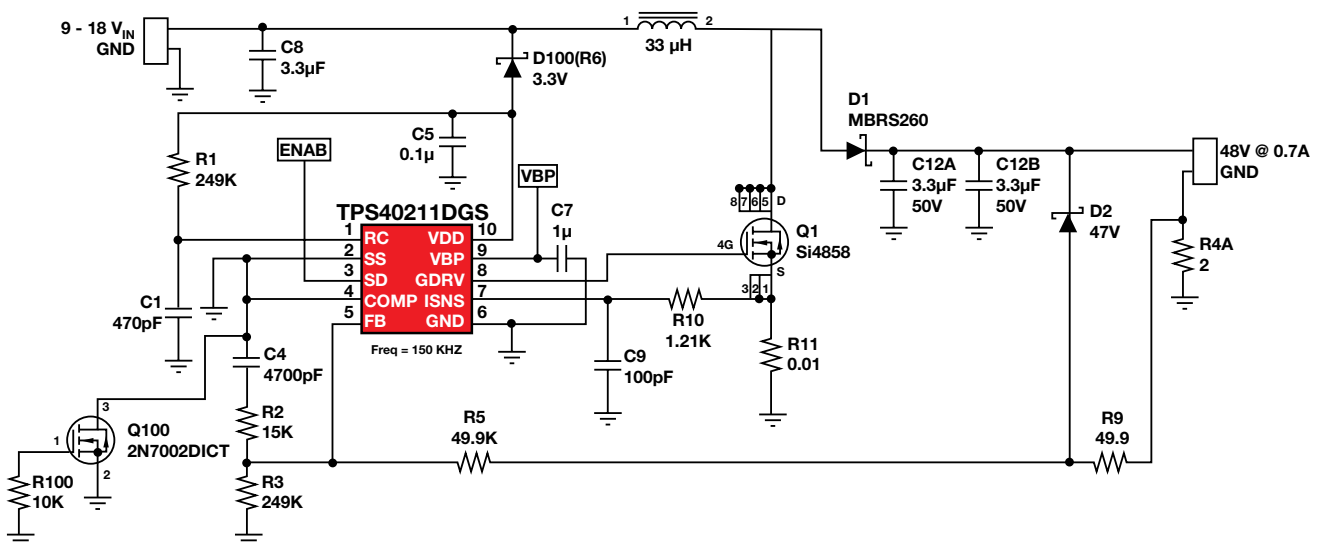 9 - 18 VIN
GND
C8
3.3µF
1
2
33 µH
D100(R6)
3.3V
D1
MBRS260
C5
0.1µ
ENAB
VBP
R1
249K
C7
1µ
C12A
3.3µF
50V
C12B
3.3µF
50V
48V @ 0.7A
GND
D2
47V
R4A
2
TPS40211DGS
1
RC
VDD
10
2
SS
VBP
9
3
SD
GDRV
8
4
COMP
ISNS
7
5
FB
GND
6
Freq = 150 KHZ
8
7
6
5
D
4G
Q1
Si4858
S
3
2
1
C1
470pF
R10
1.21K
R11
0.01
C9
100pF
C4
4700pF
R2
15K
R3
249K
R5
49.9K
R9
49.9
3
1
2
Q100
2N7002DICT
R100
10K